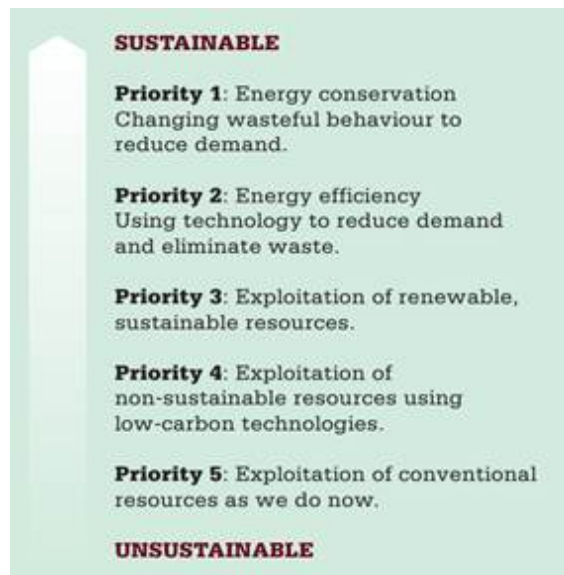 SUSTAINABLE
Priority 1: Energy conservation
Changing wasteful behaviour to
reduce demand.
Priority 2: Energy efficiency
Using technology to reduce demand
and eliminate waste.
Priority 3: Exploitation of renewable,
sustainable resources.
Priority 4: Exploitation of
non-sustainable resources using
low-carbon technologies.
Priority 5: Exploitation of conventional
resources as we do now.
UNSUSTAINABLE